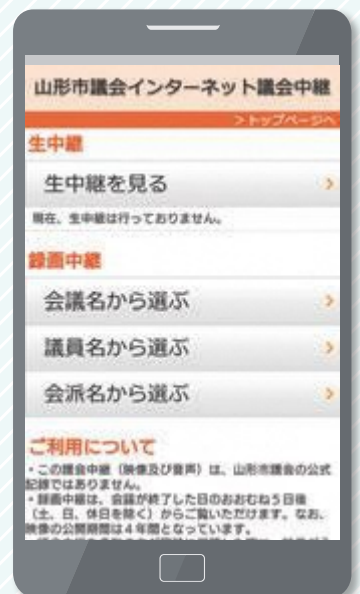 山形市議会インターネット議会中継
>トップページへ
生中継
生中継を見る
現在、生中継は行っておりません。
録画中継
会議名から選ぶ
議員名から選ぶ
会派名から選ぶ
ご利用について
・この議会中継（映像及び音声）は、山形市議会の公式
記録ではありません。
・録画中継は、会議が終了した日のおおむね５日後
（土、日、休日を除く）からご覧いただけます。なお、
映像の公開期間は４年間となっています。